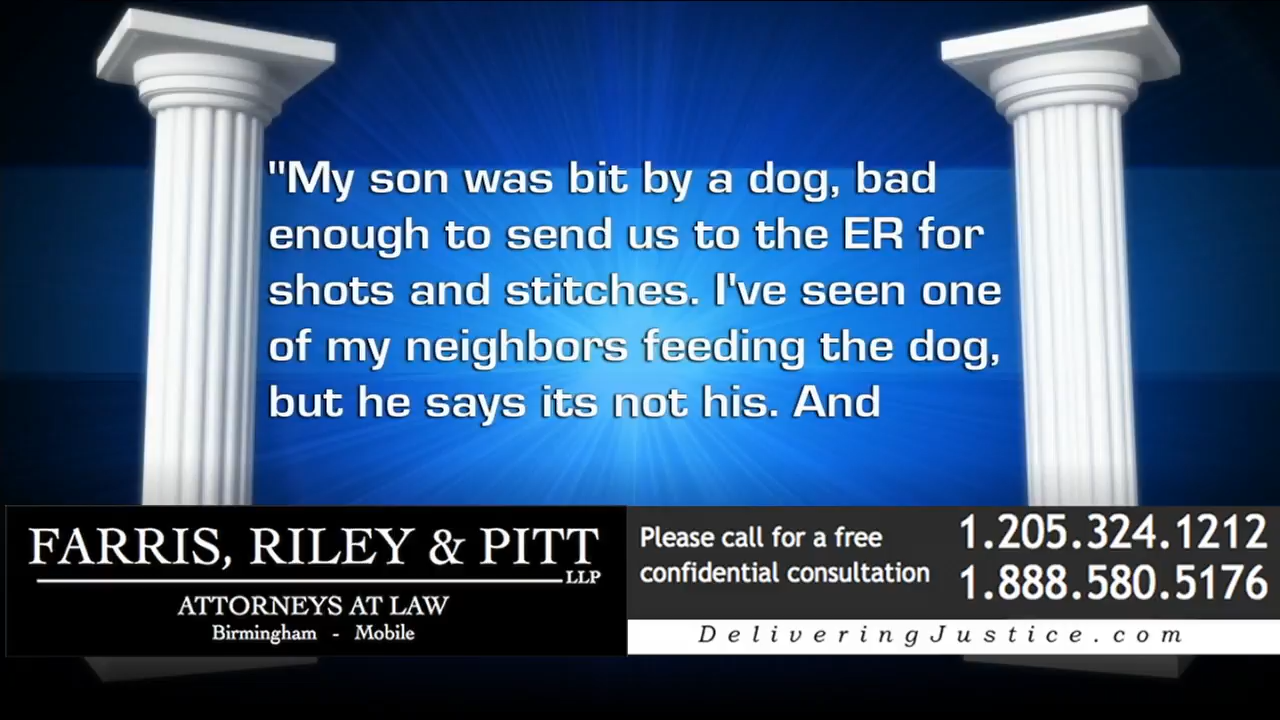 "My son was bit by a dog, bad
enough to send us to the ER for
shots and stitches. I've seen one
of my neighbors feeding the dog,
but he says its not his. And
FARRIS, RILEY & PITT
LLP
ATTORNEYS AT LAW
Birmingham - Mobile
Please call for a free
confidential consultation
1.205.324.1212
1.888.580.5176
DeliveringJustice.com